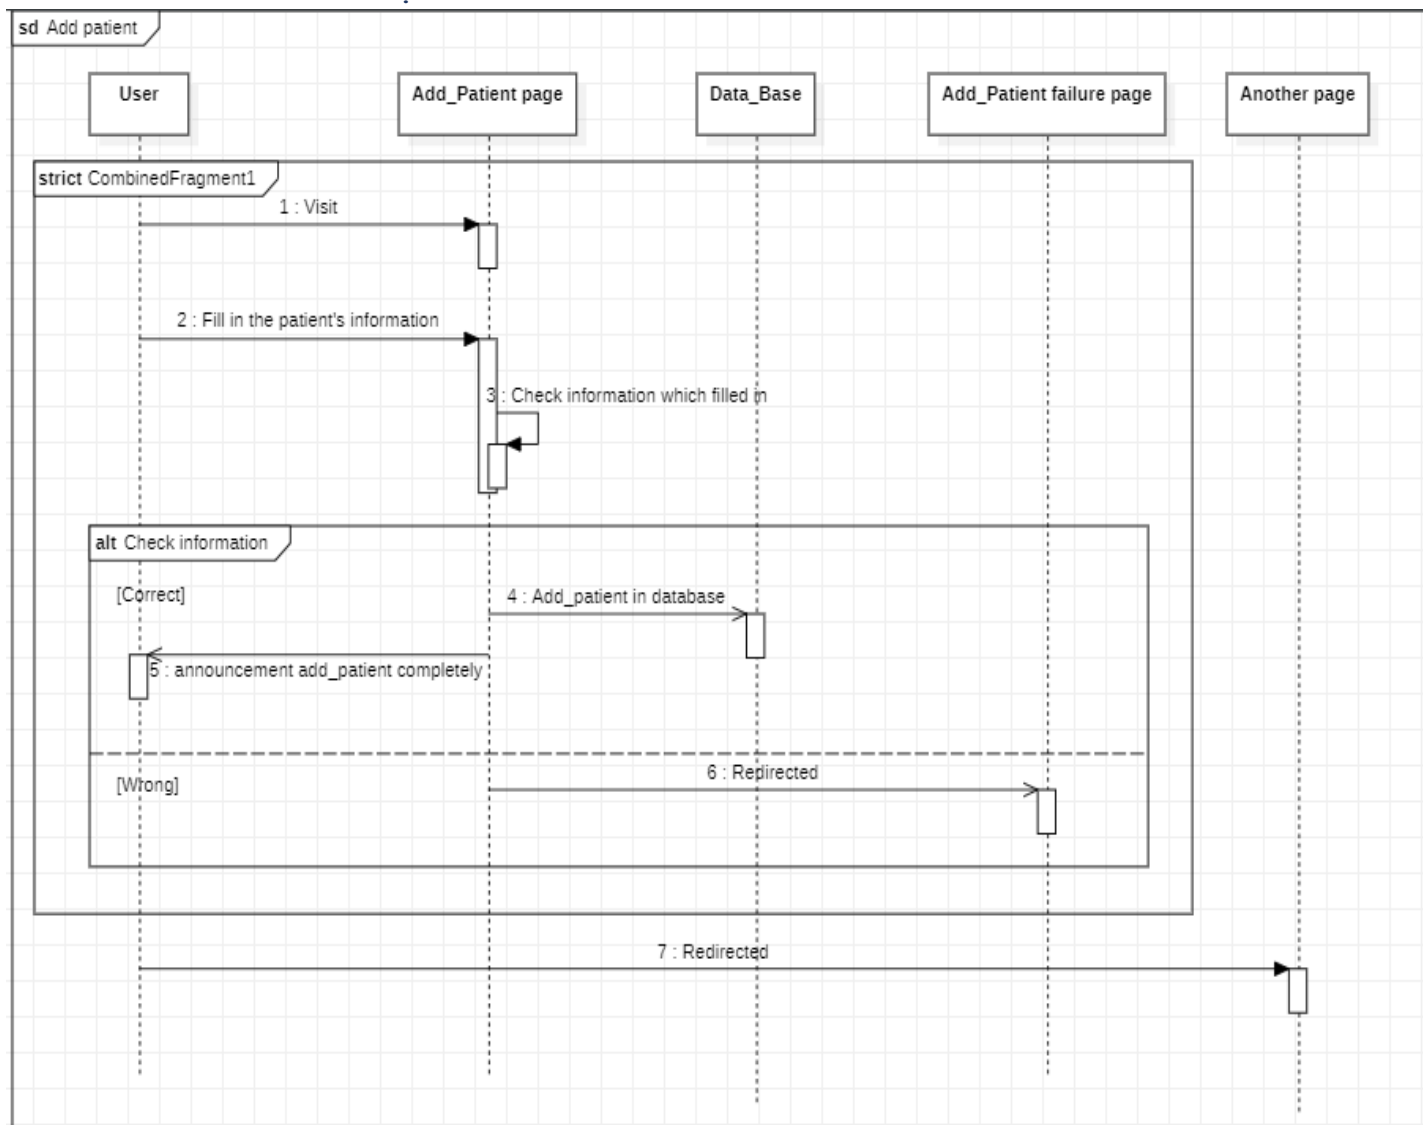 sd Add patient
User
Add_Patient page
Data_Base
Add_Patient failure page
Another page
strict CombinedFragment1
1 : Visit
2 : Fill in the patient's information
3 : Check information which filled in
alt Check information
[Correct]
4 : Add_patient in database
5 : announcement add_patient completely
[Wrong]
6 : Redirected
7 : Redirected